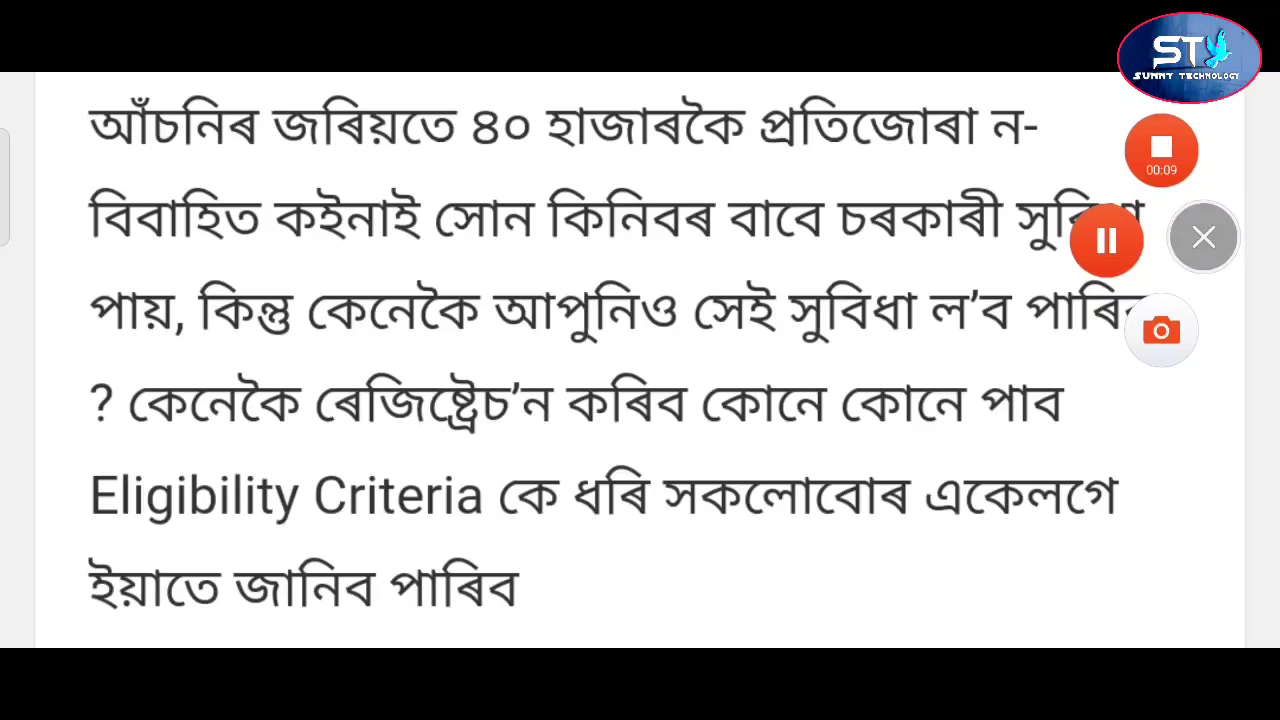 আঁচনিৰ জৰিয়তে ৪০ হাজাৰকৈ প্ৰতিজোৰা ন-
বিবাহিত কইনাই সোন কিনিবৰ বাবে চৰকাৰী
পায়, কিন্তু কেনেকৈ আপুনিও সেই সুবিধা ল’ব
? কেনেকৈ ৰেজিষ্ট্ৰেচ’ন কৰিব কোনে কোনে পাব
Eligibility Criteria কে ধৰি সকলোবোৰ একেলগে
ইয়াতে জানিব পাৰিব
ST
SUNNY TECHNOLOGY
00:09